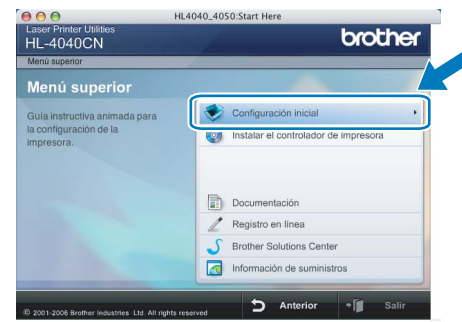 HL4040_4050:Start Here
Laser Printer Utilities
HL-4040CN
brother
Menú superior
Menú superior
Guía instructiva animada para
la configuración de la
impresora.
Configuración inicial
Instalar el controlador de impresora
Documentación
Registro en línea
Brother Solutions Center
Información de suministros
© 2001-2006 Brother Industries Ltd. All rights reserved
Anterior
Salir